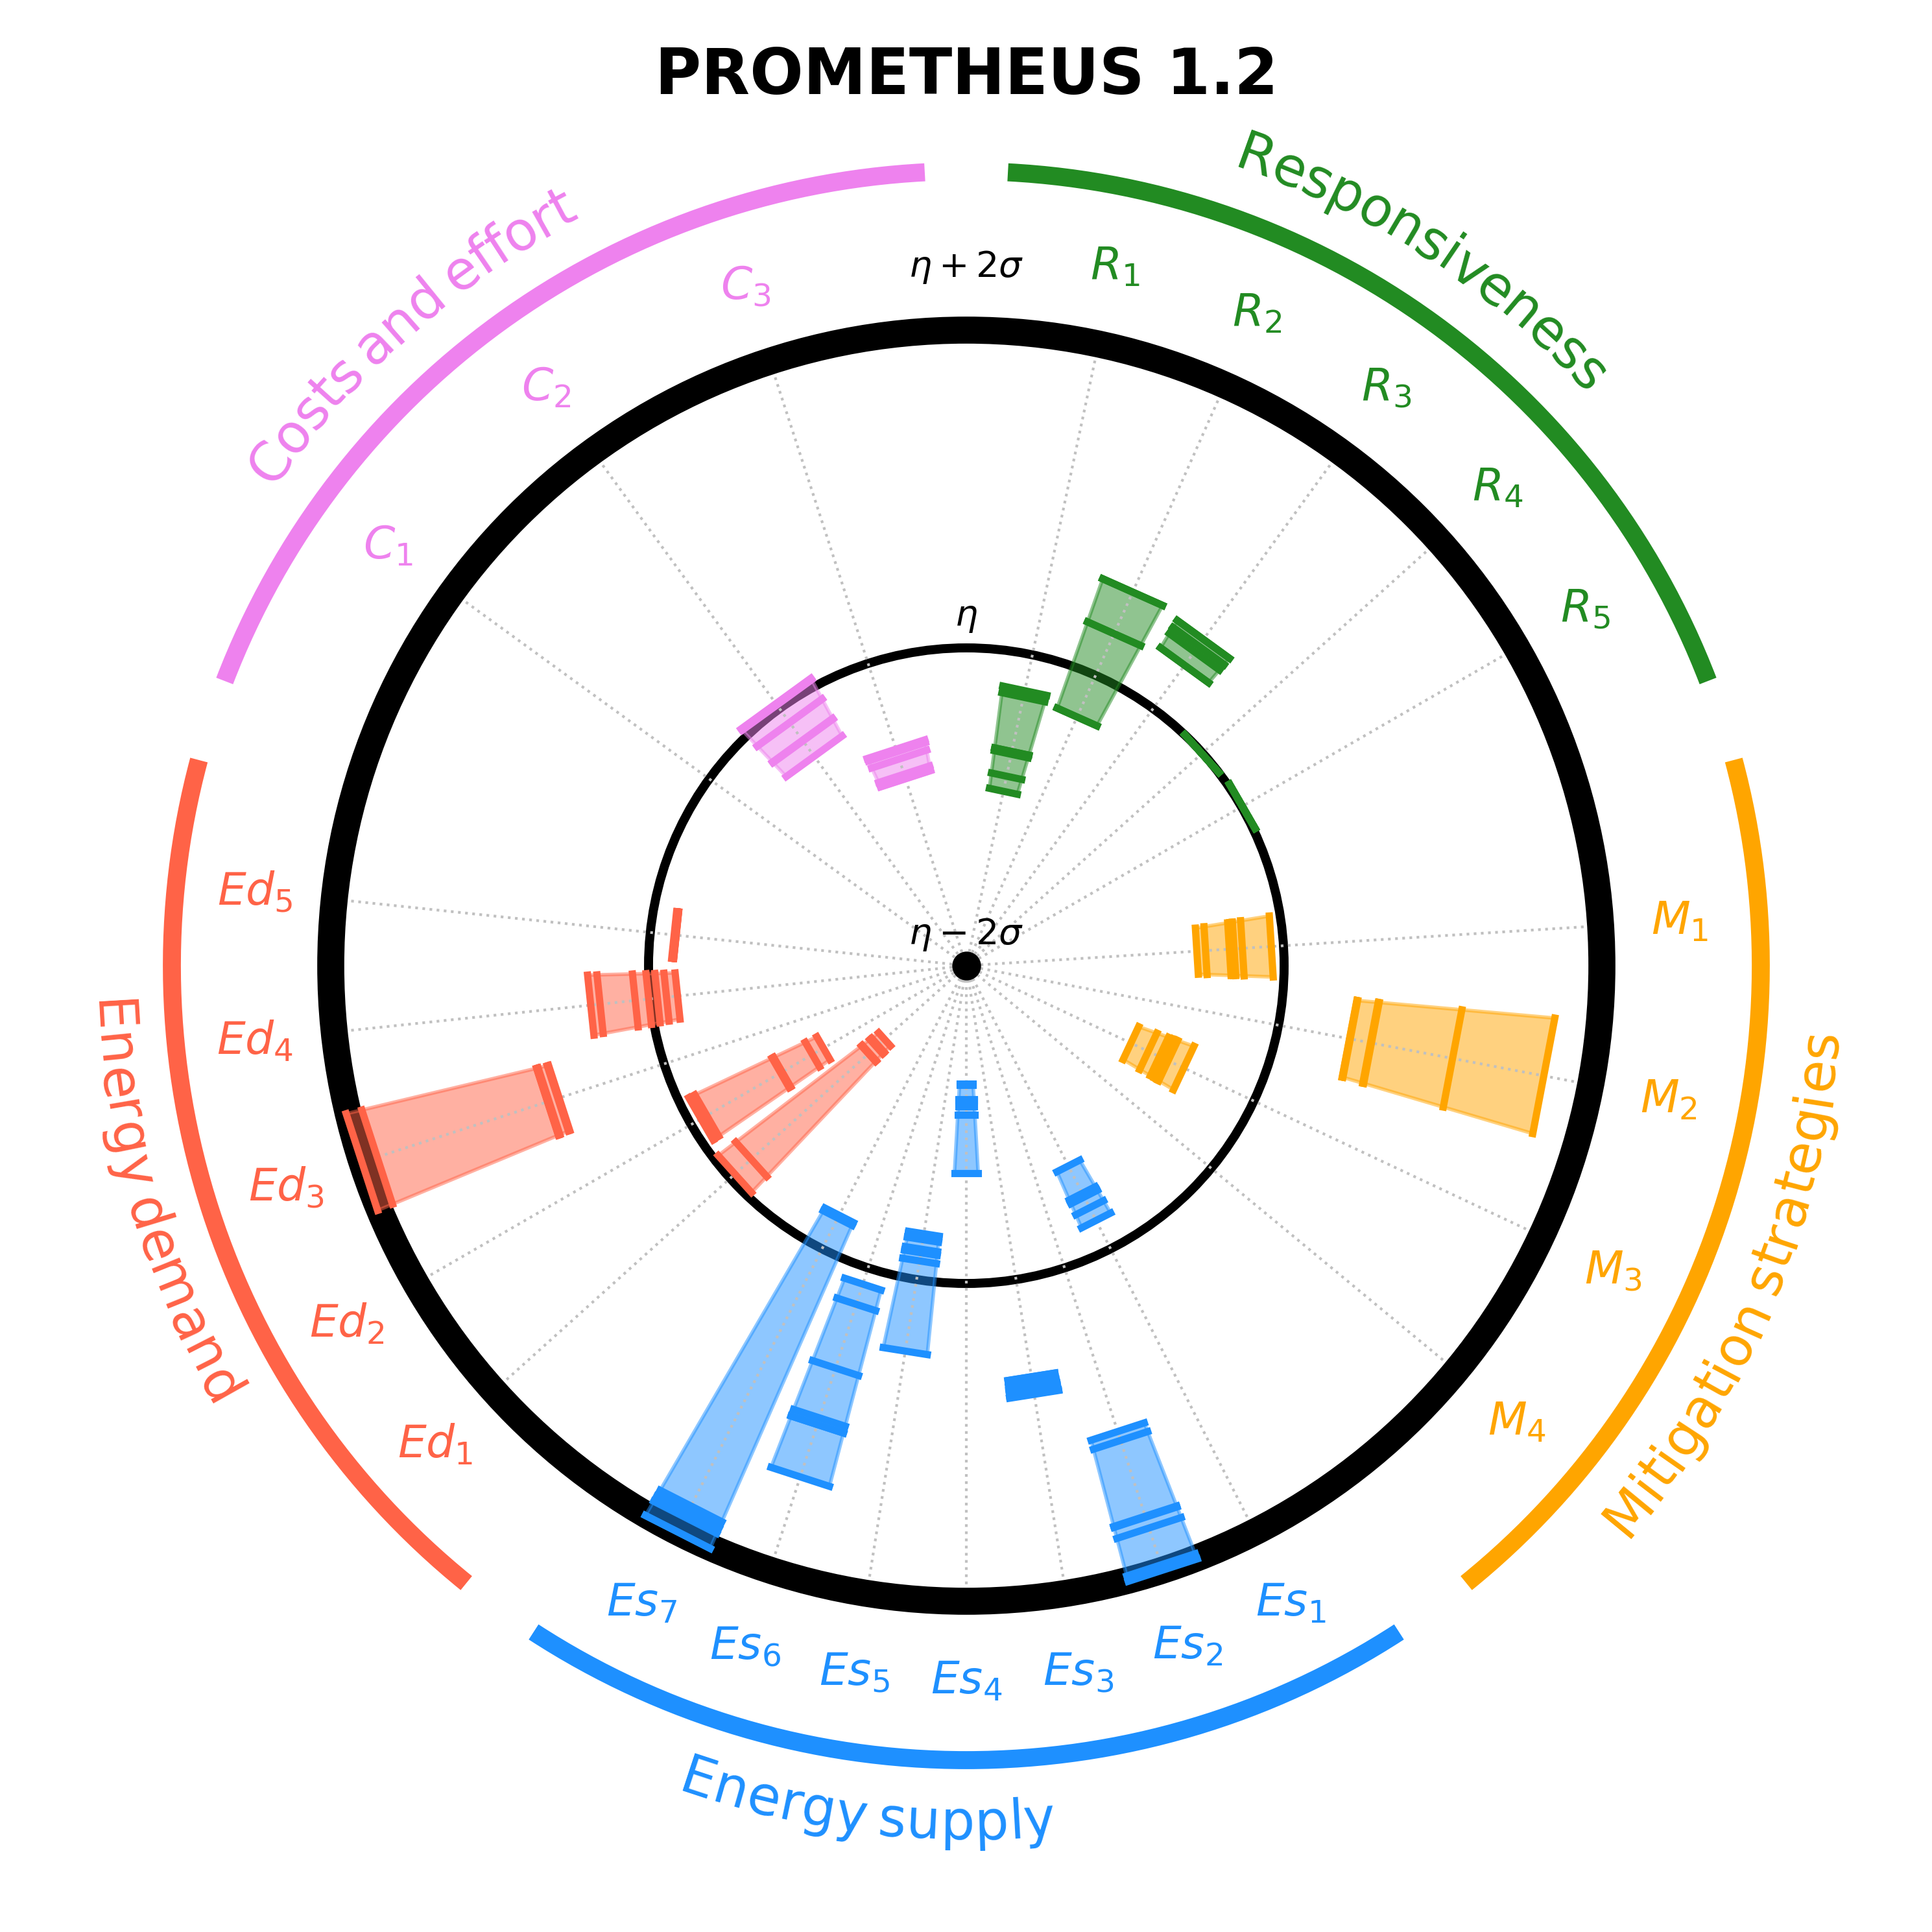 PROMETHEUS 1.2
Responsiveness
Costs and effort
η + 2σ
R₁
C₃
R₂
C₂
R₃
R₄
C₁
R₅
η
Ed₅
M₁
η − 2σ
Ed₄
M₂
Energy demand
Mitigation strategies
Ed₃
M₃
Ed₂
M₄
Ed₁
Es₇
Es₆
Es₅
Es₄
Es₃
Es₂
Es₁
Energy supply